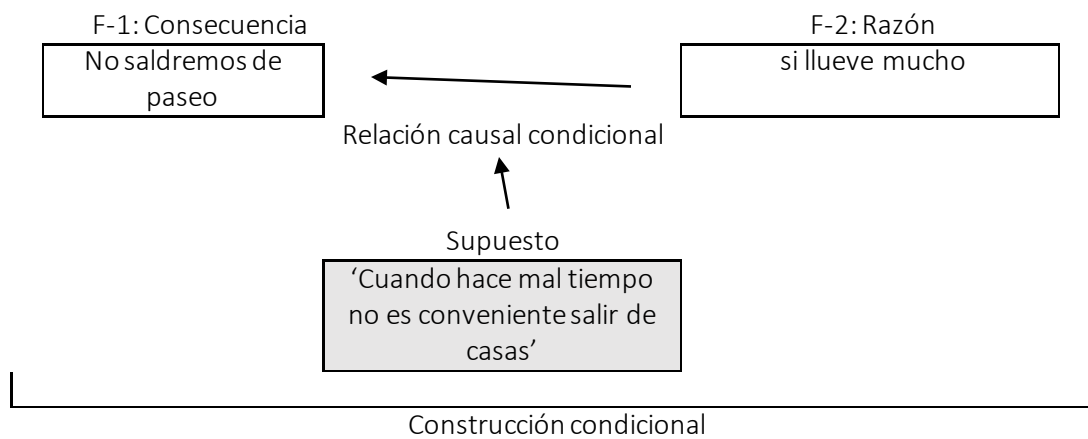 F-1: Consecuencia
F-2: Razón
No saldremos de
paseo
si llueve mucho
Relación causal condicional
Supuesto
‘Cuando hace mal tiempo
no es conveniente salir de
casas’
Construcción condicional